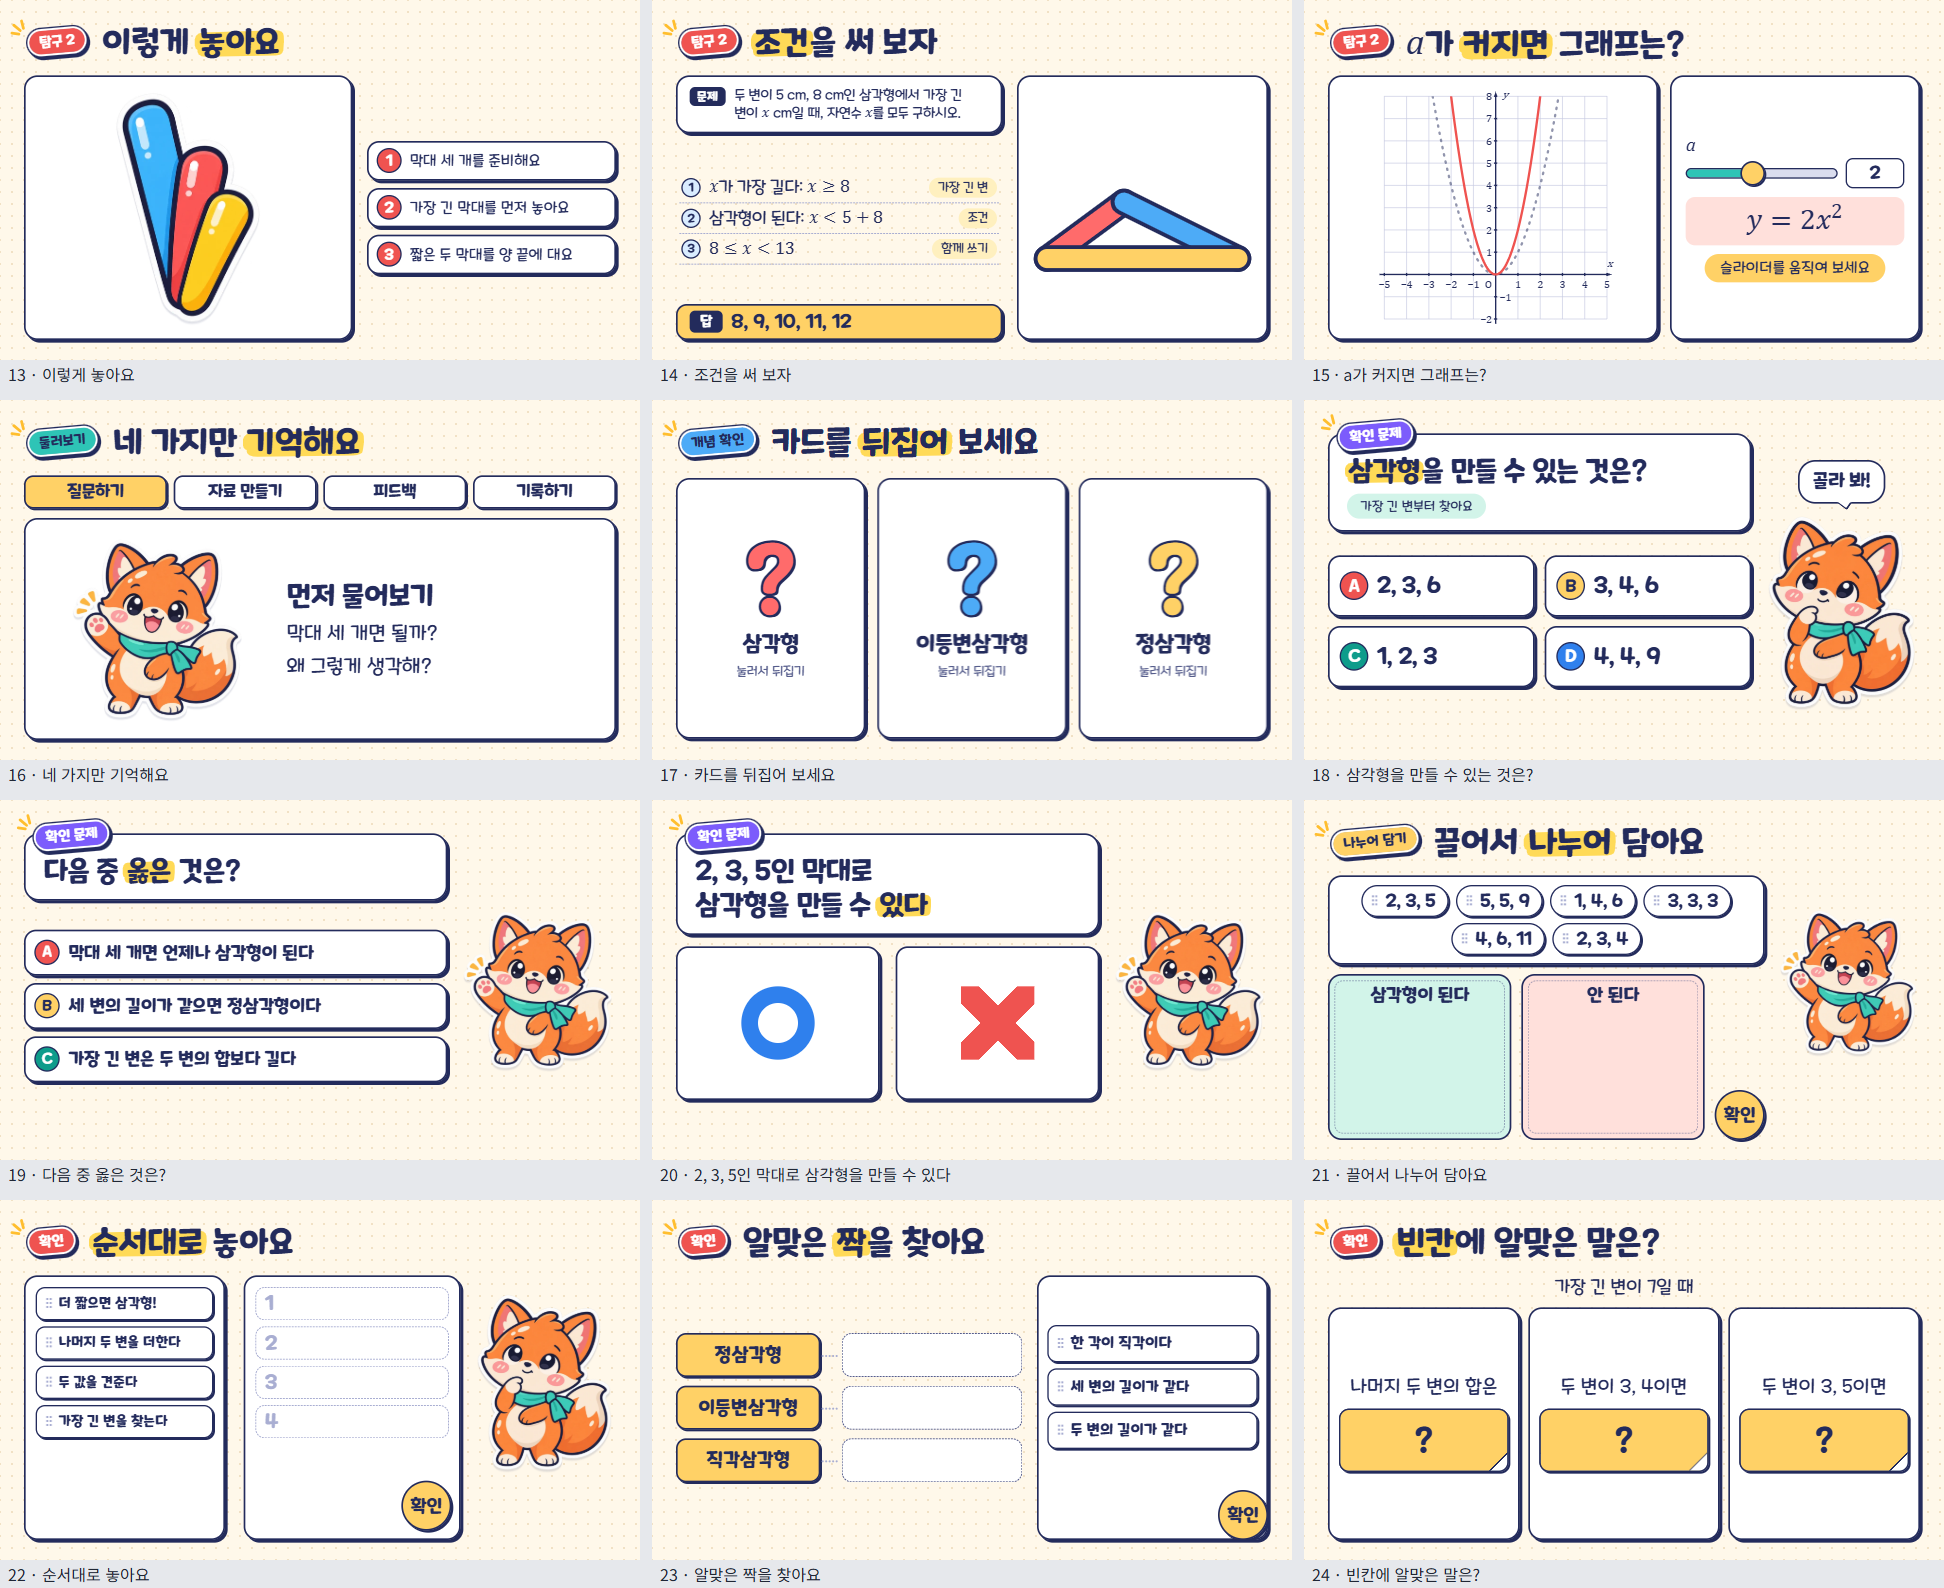 탐구 2 이렇게 놓아요
1 막대 세 개를 준비해요
2 가장 긴 막대를 먼저 놓아요
3 짧은 두 막대를 양 끝에 대요
13 · 이렇게 놓아요
탐구 2 조건을 써 보자
문제 두 변이 5 cm, 8 cm인 삼각형에서 가장 긴
변이 x cm일 때, 자연수 x를 모두 구하시오.
1 x가 가장 길다: x ≥ 8 가장 긴 변
2 삼각형이 된다: x < 5 + 8 조건
3 8 ≤ x < 13 함께 쓰기
답 8, 9, 10, 11, 12
14 · 조건을 써 보자
탐구 2 a가 커지면 그래프는?
8 y
7
6
5
4
3
2
1
x
−5 −4 −3 −2 −1 O 1 2 3 4 5
−1
−2
a
2
y = 2x²
슬라이더를 움직여 보세요
15 · a가 커지면 그래프는?
둘러보기 네 가지만 기억해요
질문하기 자료 만들기 피드백 기록하기
먼저 물어보기
막대 세 개면 될까?
왜 그렇게 생각해?
16 · 네 가지만 기억해요
개념 확인 카드를 뒤집어 보세요
? ? ?
삼각형 이등변삼각형 정삼각형
눌러서 뒤집기 눌러서 뒤집기 눌러서 뒤집기
17 · 카드를 뒤집어 보세요
확인 문제
삼각형을 만들 수 있는 것은?
가장 긴 변부터 찾아요
골라 봐!
A 2, 3, 6 B 3, 4, 6
C 1, 2, 3 D 4, 4, 9
18 · 삼각형을 만들 수 있는 것은?
확인 문제
다음 중 옳은 것은?
A 막대 세 개면 언제나 삼각형이 된다
B 세 변의 길이가 같으면 정삼각형이다
C 가장 긴 변은 두 변의 합보다 길다
19 · 다음 중 옳은 것은?
확인 문제
2, 3, 5인 막대로
삼각형을 만들 수 있다
20 · 2, 3, 5인 막대로 삼각형을 만들 수 있다
나누어 담기 끌어서 나누어 담아요
2, 3, 5 5, 5, 9 1, 4, 6 3, 3, 3
4, 6, 11 2, 3, 4
삼각형이 된다 안 된다
확인
21 · 끌어서 나누어 담아요
확인 순서대로 놓아요
더 짧으면 삼각형!
나머지 두 변을 더한다
두 값을 견준다
가장 긴 변을 찾는다
1
2
3
4
확인
22 · 순서대로 놓아요
확인 알맞은 짝을 찾아요
정삼각형
이등변삼각형
직각삼각형
한 각이 직각이다
세 변의 길이가 같다
두 변의 길이가 같다
확인
23 · 알맞은 짝을 찾아요
확인 빈칸에 알맞은 말은?
가장 긴 변이 7일 때
나머지 두 변의 합은 두 변이 3, 4이면 두 변이 3, 5이면
? ? ?
24 · 빈칸에 알맞은 말은?